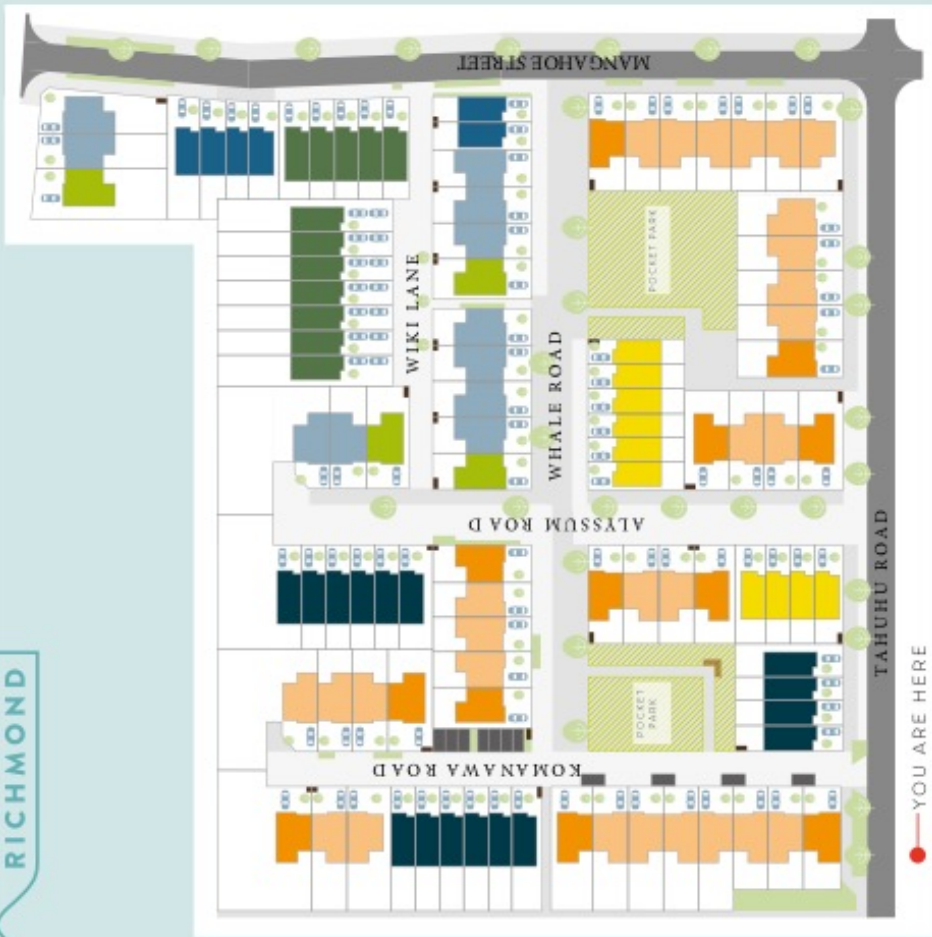 MANGAHOE STREET
POCKET PARK
WIKI LANE
WHALE ROAD
ALYSSUM ROAD
TAHUHU ROAD
RICHMOND
POCKET
PARK
KOMANAWA ROAD
YOU ARE HERE